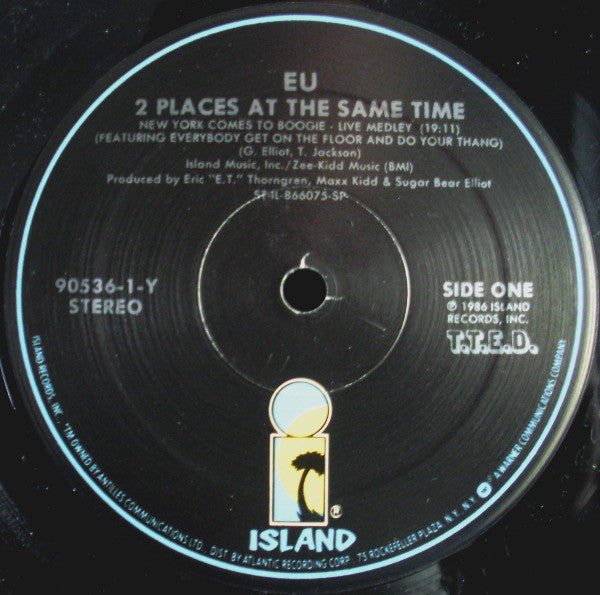 EU
2 PLACES AT THE SAME TIME
NEW YORK COMES TO BOOGIE - LIVE MEDLEY (19:11)
(FEATURING EVERYBODY GET ON THE FLOOR AND DO YOUR THANG)
(G. Elliot, T. Jackson)
Island Music, Inc./Zee-Kidd Music (BMI)
Produced by Eric "E.T." Thorngren, Maxx Kidd & Sugar Bear Elliot
ST-IL-866075-SP
90536-1-Y
STEREO
SIDE ONE
℗ 1986 ISLAND
RECORDS, INC.
T.T.E.D.
i
®
ISLAND
ISLAND RECORDS, INC. *TM OWNED BY ANTILLES COMMUNICATIONS LTD. DIST. BY ATLANTIC RECORDING CORP. 75 ROCKEFELLER PLAZA, N.Y., N.Y. A WARNER COMMUNICATIONS COMPANY